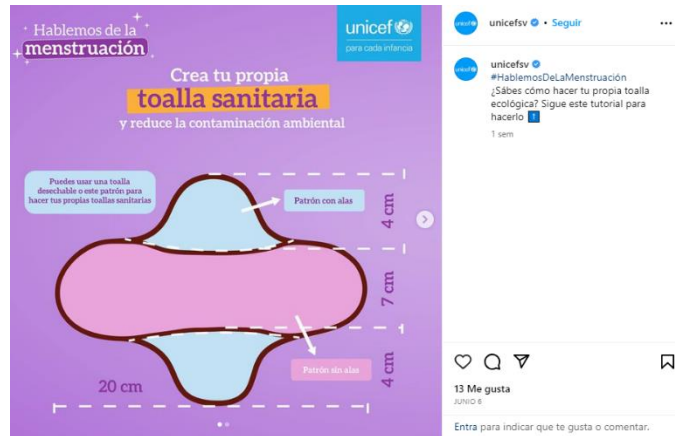 Hablemos de la
menstruación
unicef
para cada infancia
Crea tu propia
toalla sanitaria
y reduce la contaminación ambiental
Puedes usar una toalla
desechable o este patrón para
hacer tus propias toallas sanitarias
Patrón con alas
4 cm
7 cm
Patrón sin alas
4 cm
20 cm
unicefsv • Seguir
unicefsv
#HablemosDeLaMenstruación
¿Sábes cómo hacer tu propia toalla
ecológica? Sigue este tutorial para
hacerlo
1 sem
13 Me gusta
JUNIO 6
Entra para indicar que te gusta o comentar.